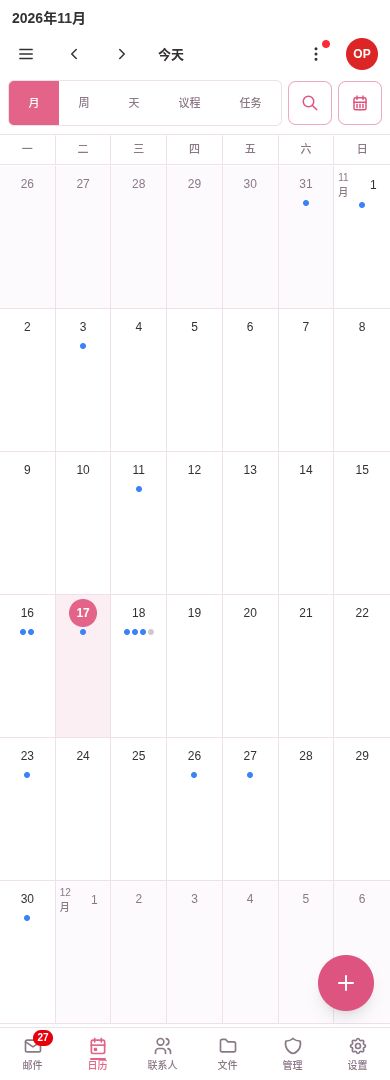 2026年11月
今天 OP
月 周 天 议程 任务
一 二 三 四 五 六 日
26 27 28 29 30 31 11月 1
2 3 4 5 6 7 8
9 10 11 12 13 14 15
16 17 18 19 20 21 22
23 24 25 26 27 28 29
30 12月 1 2 3 4 5 6
27
邮件 日历 联系人 文件 管理 设置